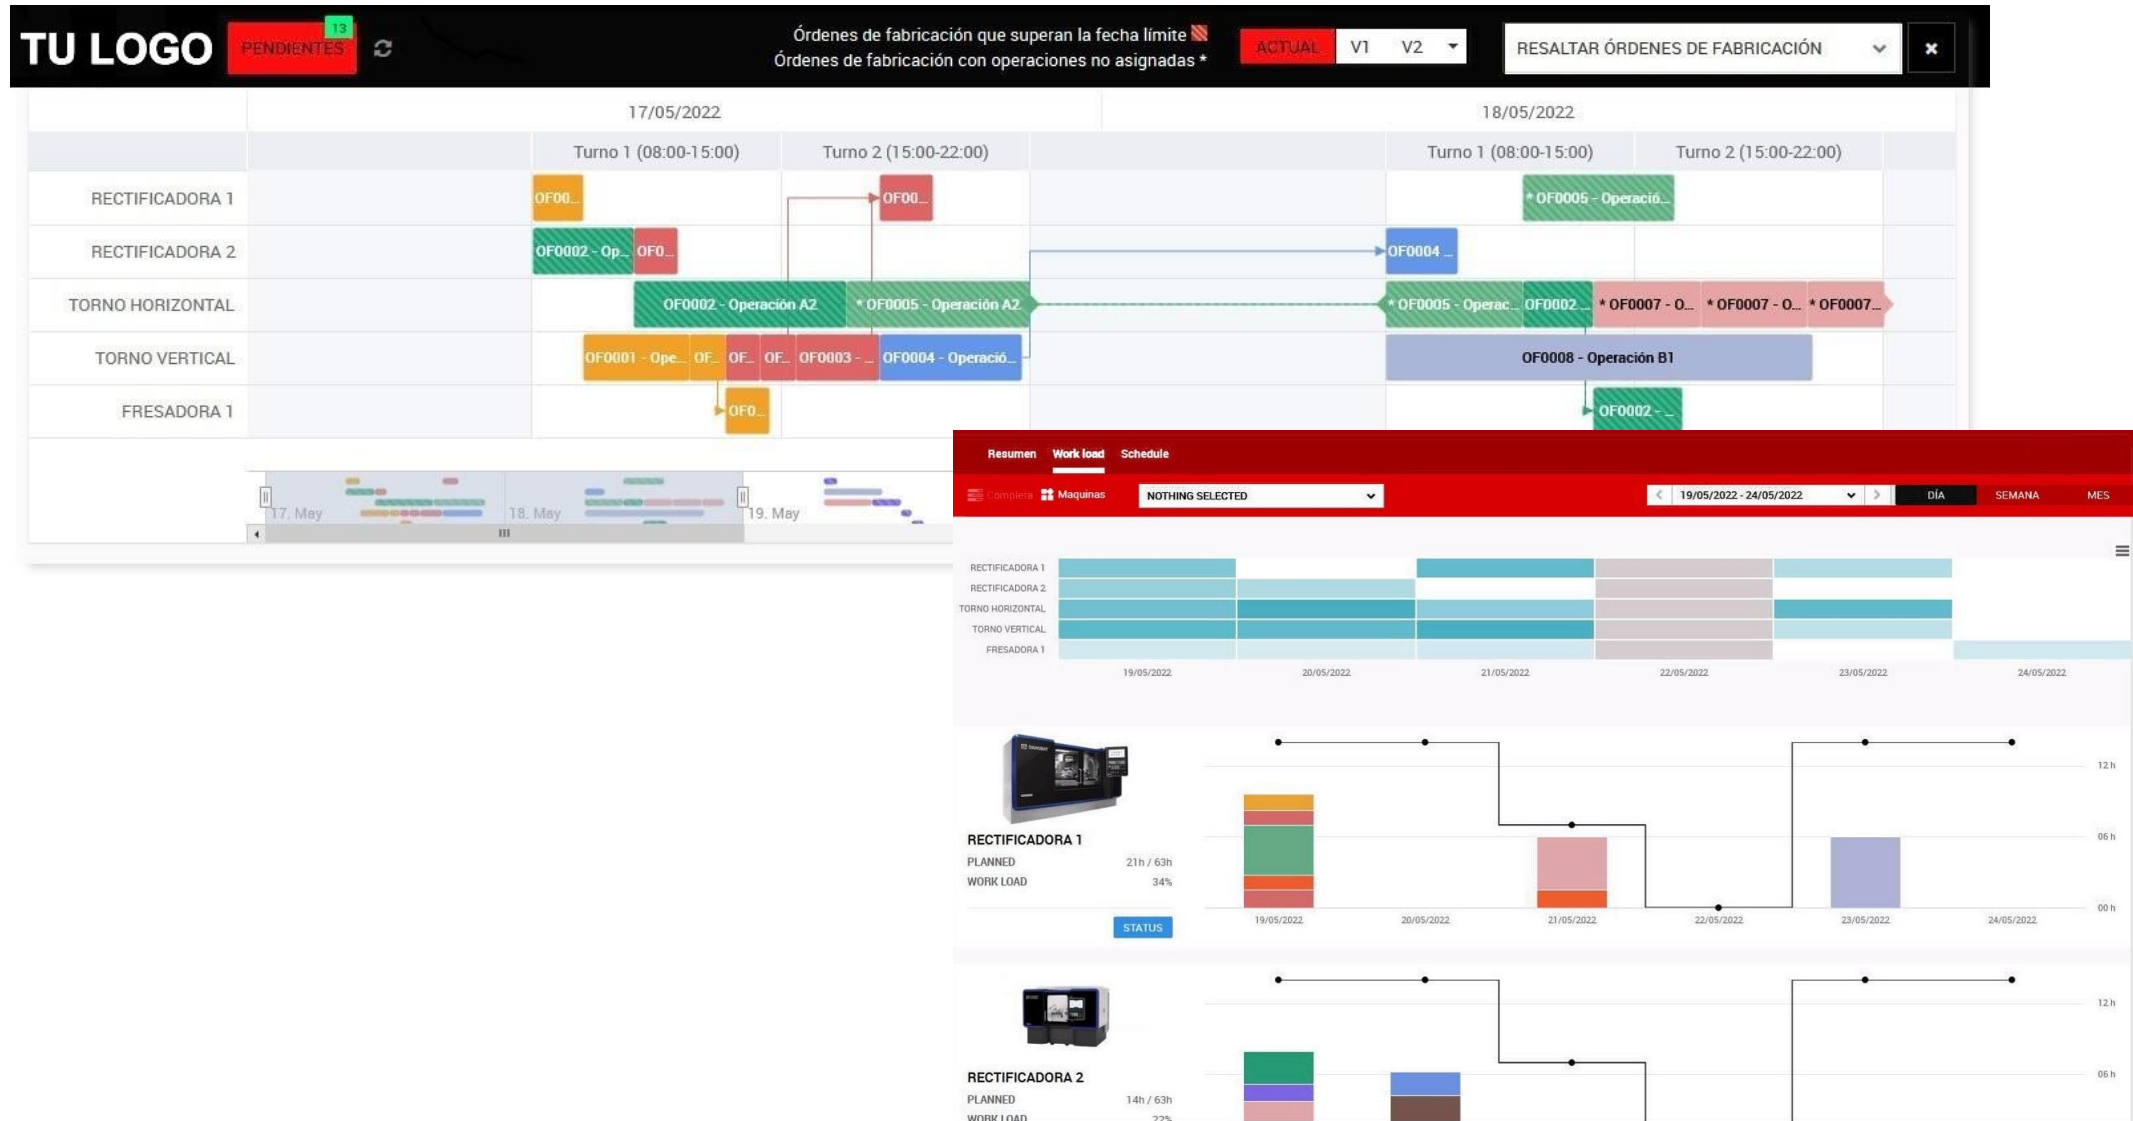 TU LOGO
PENDIENTES
13
Órdenes de fabricación que superan la fecha límite
Órdenes de fabricación con operaciones no asignadas *
ACTUAL V1 V2
RESALTAR ÓRDENES DE FABRICACIÓN
17/05/2022 18/05/2022
Turno 1 (08:00-15:00) Turno 2 (15:00-22:00) Turno 1 (08:00-15:00) Turno 2 (15:00-22:00)
RECTIFICADORA 1 OF00... OF00... * OF0005 - Operació...
RECTIFICADORA 2 OF0002 - Op... OF0... OF0004 ...
TORNO HORIZONTAL OF0002 - Operación A2 * OF0005 - Operación A2 * OF0005 - Operac... OF0002 ... * OF0007 - O... * OF0007 - O... * OF0007...
TORNO VERTICAL OF0001 - Ope... OF... OF... OF... OF0003 - ... OF0004 - Operació... OF0008 - Operación B1
FRESADORA 1 OF0... OF0002 - ...
17. May 18. May 19. May
Resumen Work load Schedule
Completa Maquinas NOTHING SELECTED 19/05/2022 - 24/05/2022 DÍA SEMANA MES
RECTIFICADORA 1
RECTIFICADORA 2
TORNO HORIZONTAL
TORNO VERTICAL
FRESADORA 1
19/05/2022 20/05/2022 21/05/2022 22/05/2022 23/05/2022 24/05/2022
RECTIFICADORA 1
PLANNED 21h / 63h
WORK LOAD 34%
STATUS
12 h
06 h
00 h
19/05/2022 20/05/2022 21/05/2022 22/05/2022 23/05/2022 24/05/2022
RECTIFICADORA 2
PLANNED 14h / 63h
WORK LOAD 22%
12 h
06 h